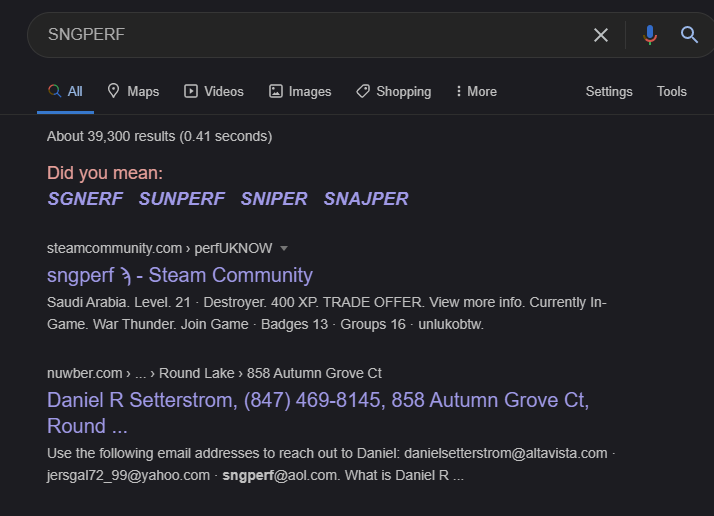 SNGPERF
All Maps Videos Images Shopping More Settings Tools
About 39,300 results (0.41 seconds)
Did you mean:
SGNERF SUNPERF SNIPER SNAJPER
steamcommunity.com › perfUKNOW
sngperf - Steam Community
Saudi Arabia. Level. 21 · Destroyer. 400 XP. TRADE OFFER. View more info. Currently In-
Game. War Thunder. Join Game · Badges 13 · Groups 16 · unlukobtw.
nuwber.com › ... › Round Lake › 858 Autumn Grove Ct
Daniel R Setterstrom, (847) 469-8145, 858 Autumn Grove Ct,
Round ...
Use the following email addresses to reach out to Daniel: danielsetterstrom@altavista.com ·
jersgal72_99@yahoo.com · sngperf@aol.com. What is Daniel R ...